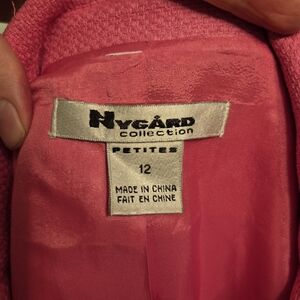 NYGÅRD
collection
PETITES
12
MADE IN CHINA
FAIT EN CHINE